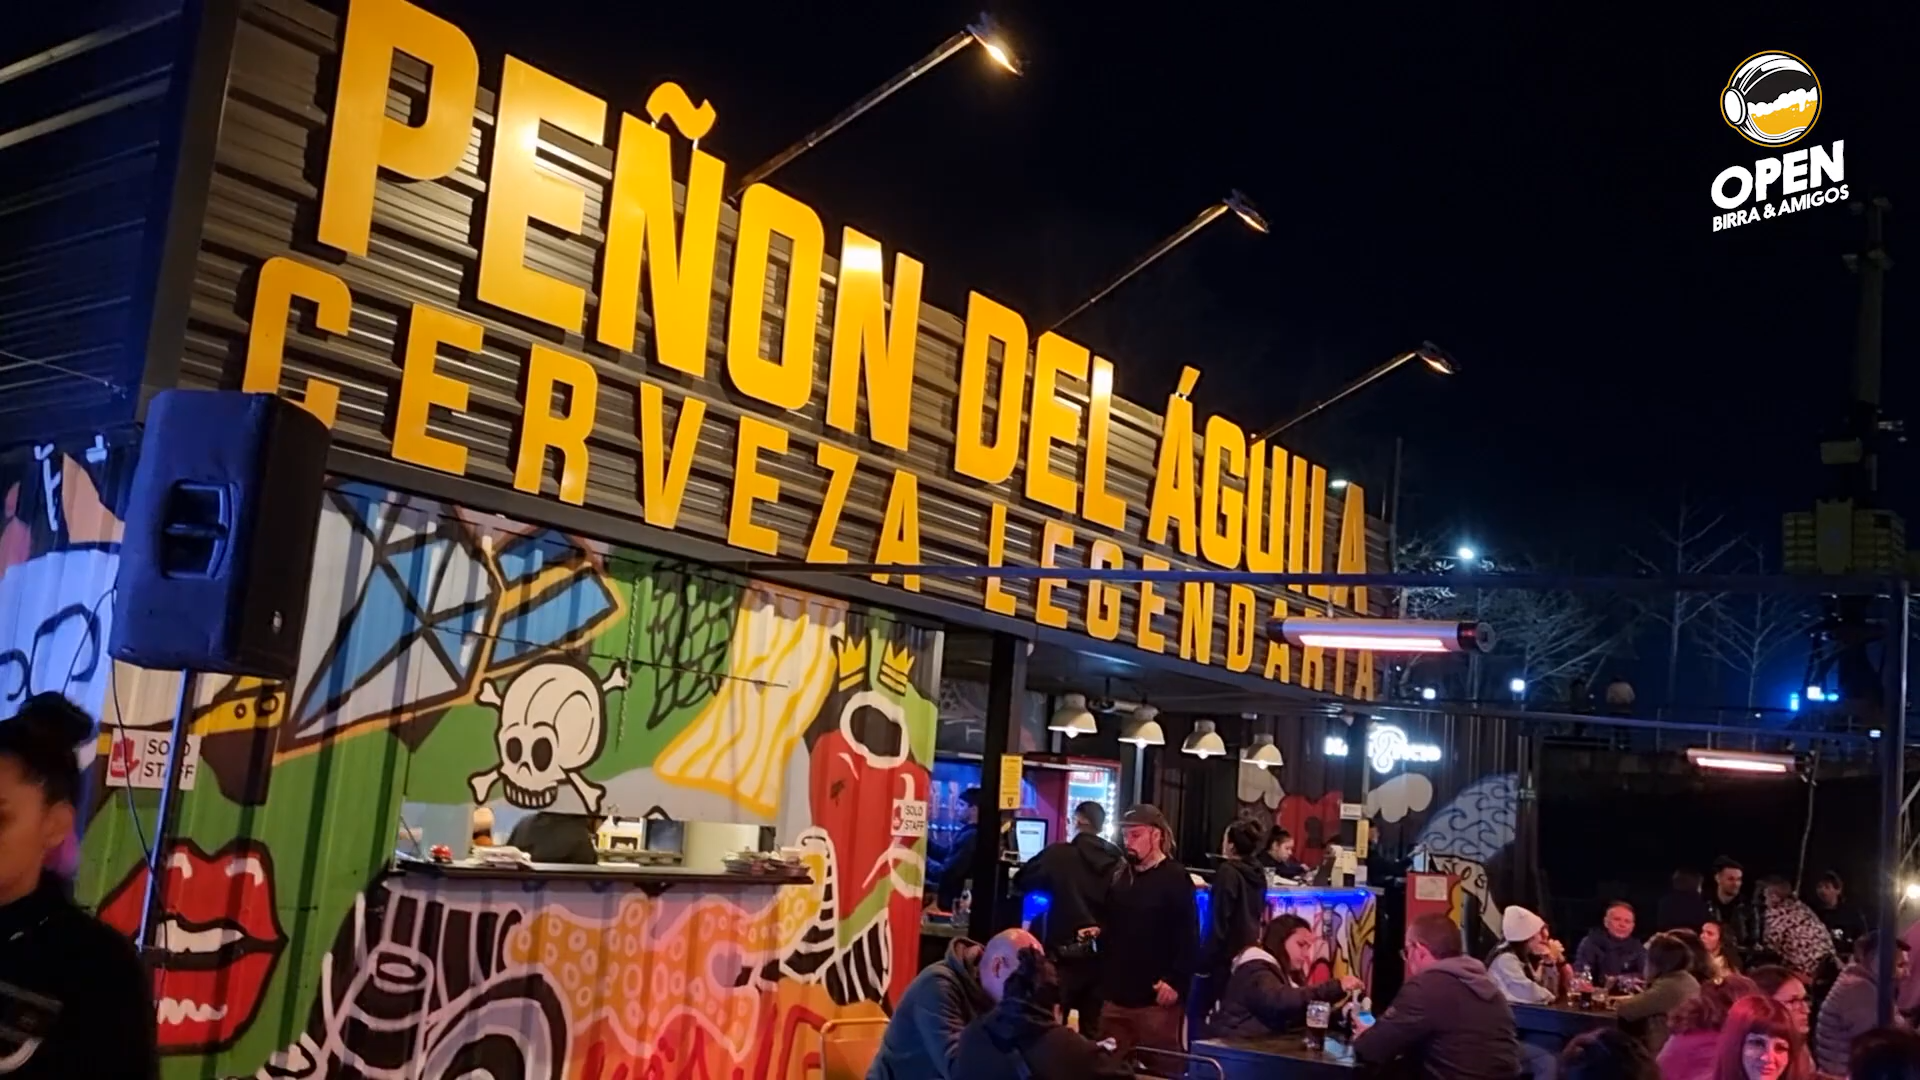 PEÑON DEL ÁGUILA
CERVEZA LEGENDARIA
OPEN
BIRRA & AMIGOS
SOLO
STAFF
SOLO
STAFF